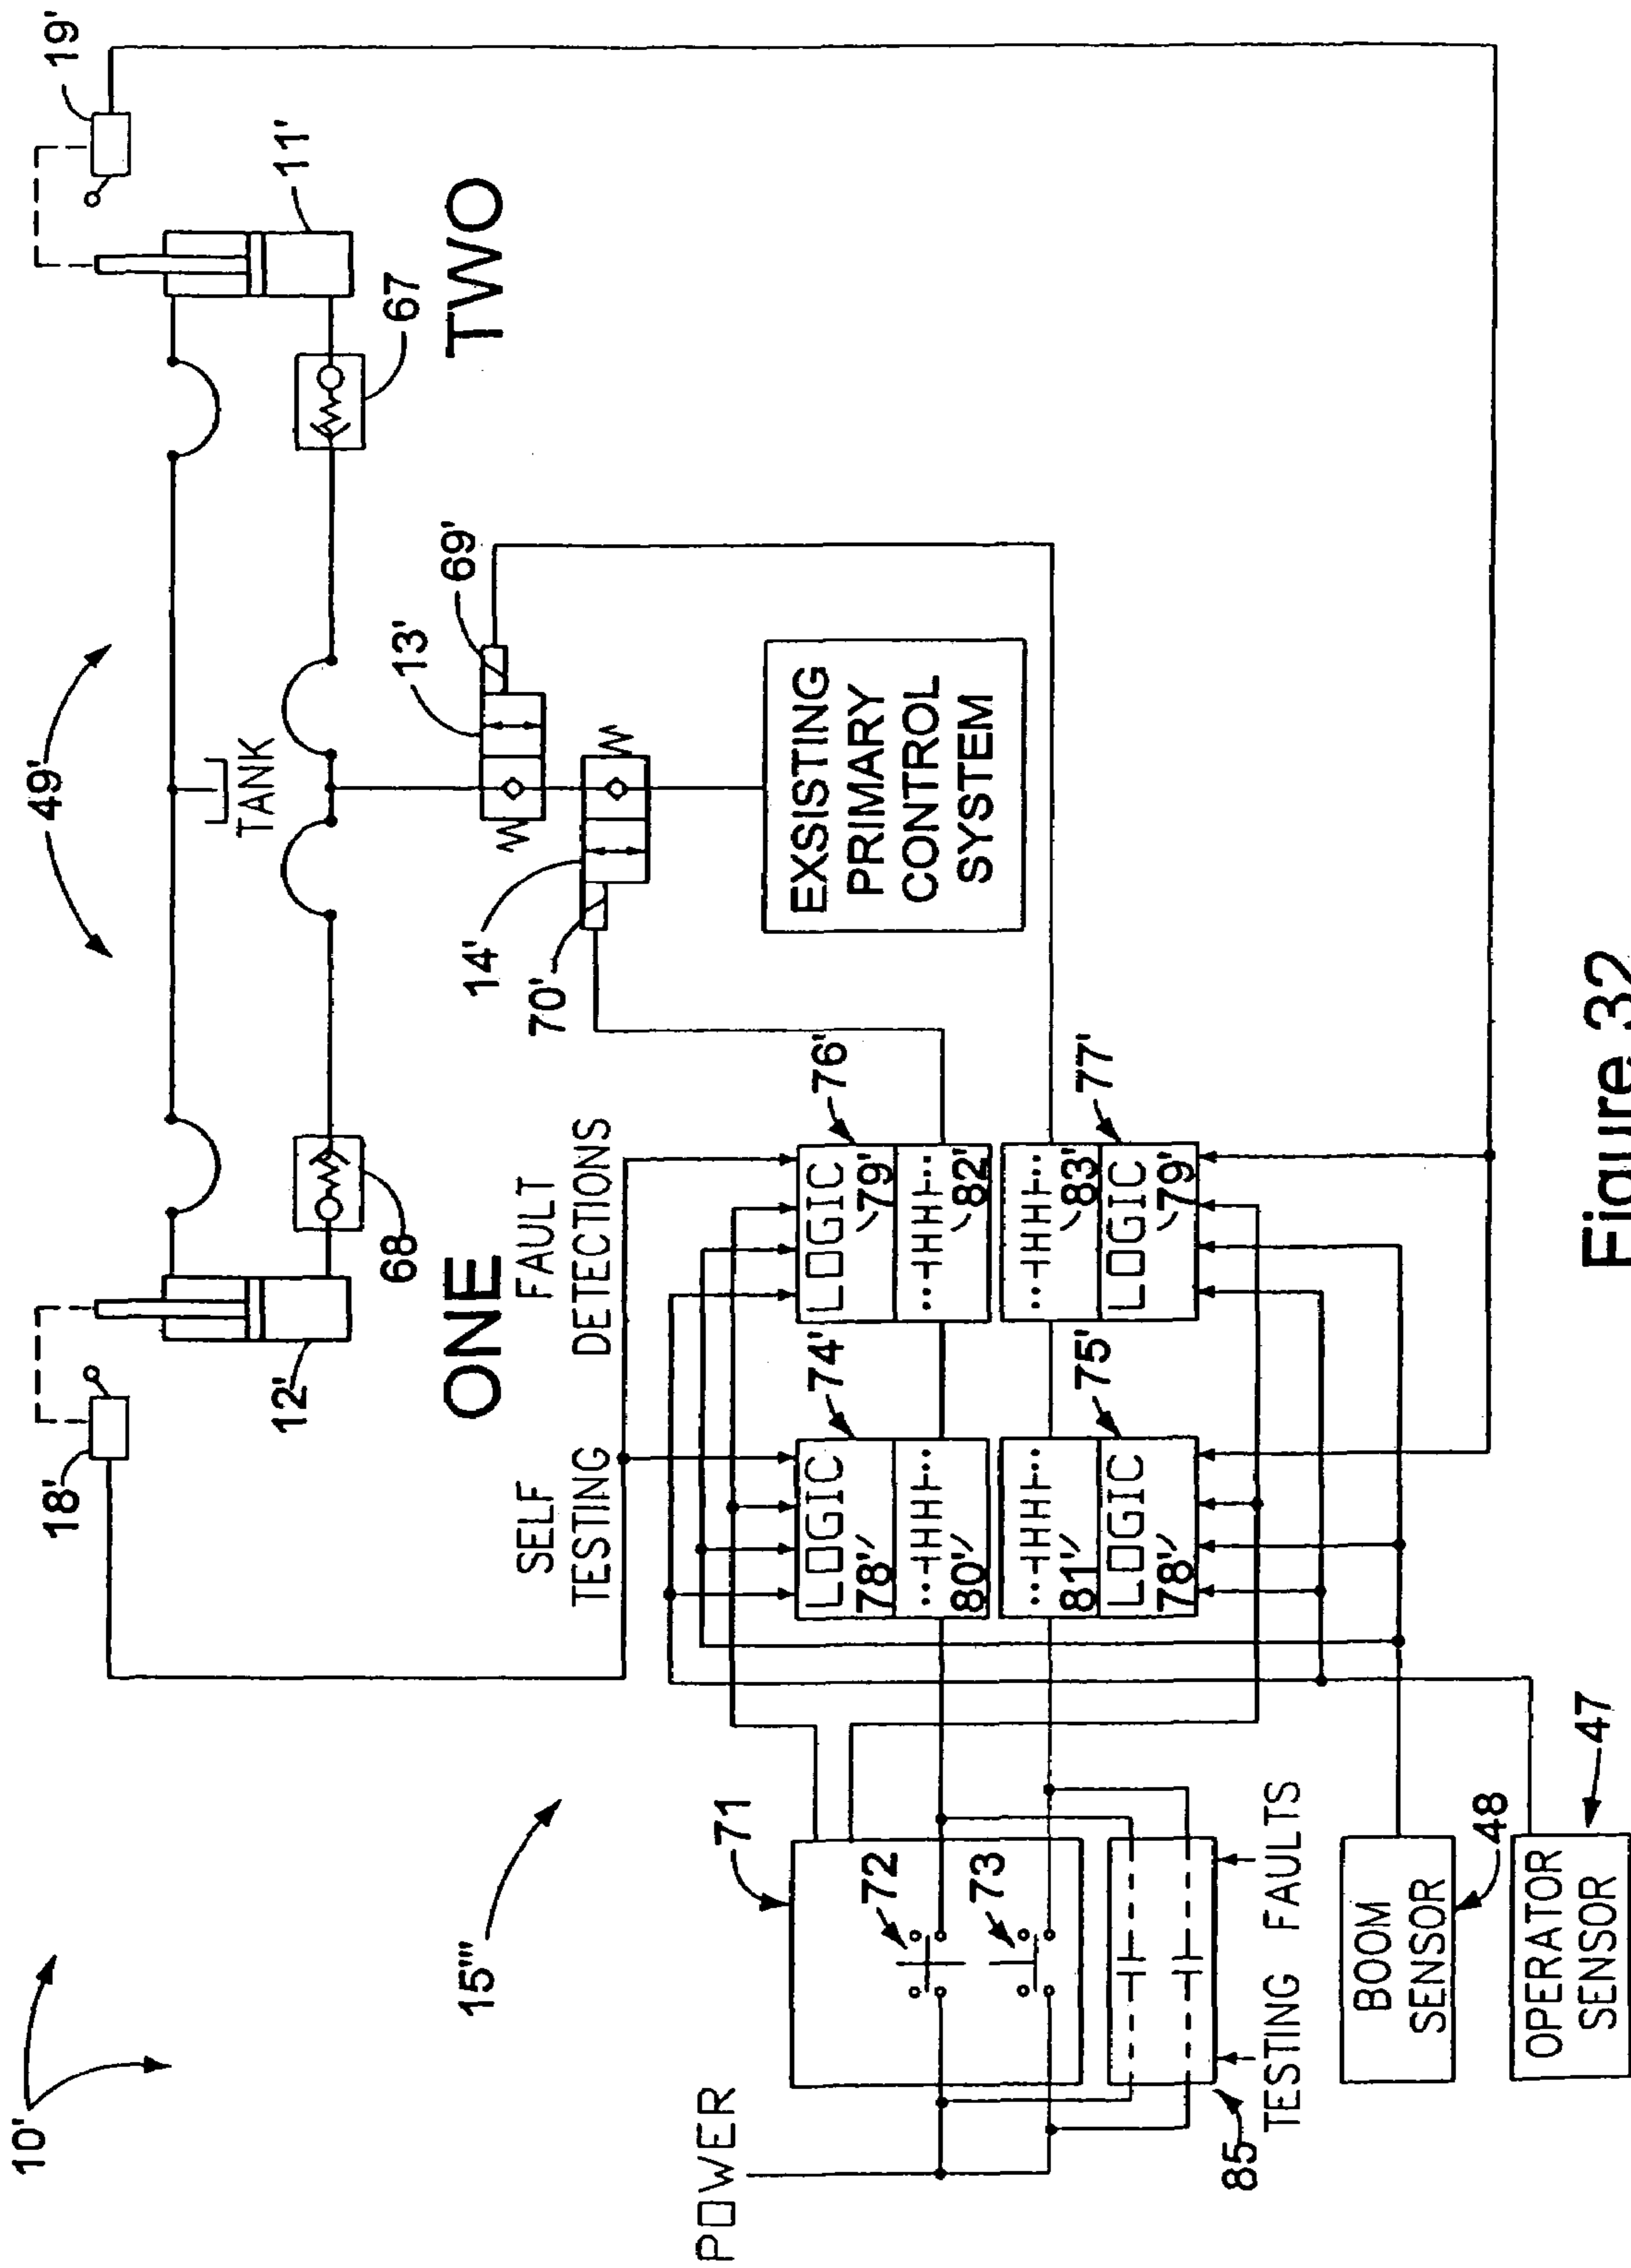 10'
49'
19'
18'
12'
68
ONE
TANK
67
11'
TWO
15'''
13'
69'
14'
70'
EXSISTING
PRIMARY
CONTROL
SYSTEM
SELF
TESTING
FAULT
DETECTIONS
POWER
71
72
73
74'
LOGIC
78''
80''
76'
LOGIC
79'
82'
81''
LOGIC
78''
75'
83'
LOGIC
79'
77'
85
TESTING FAULTS
BOOM
SENSOR
48
OPERATOR
SENSOR
47
Figure 32